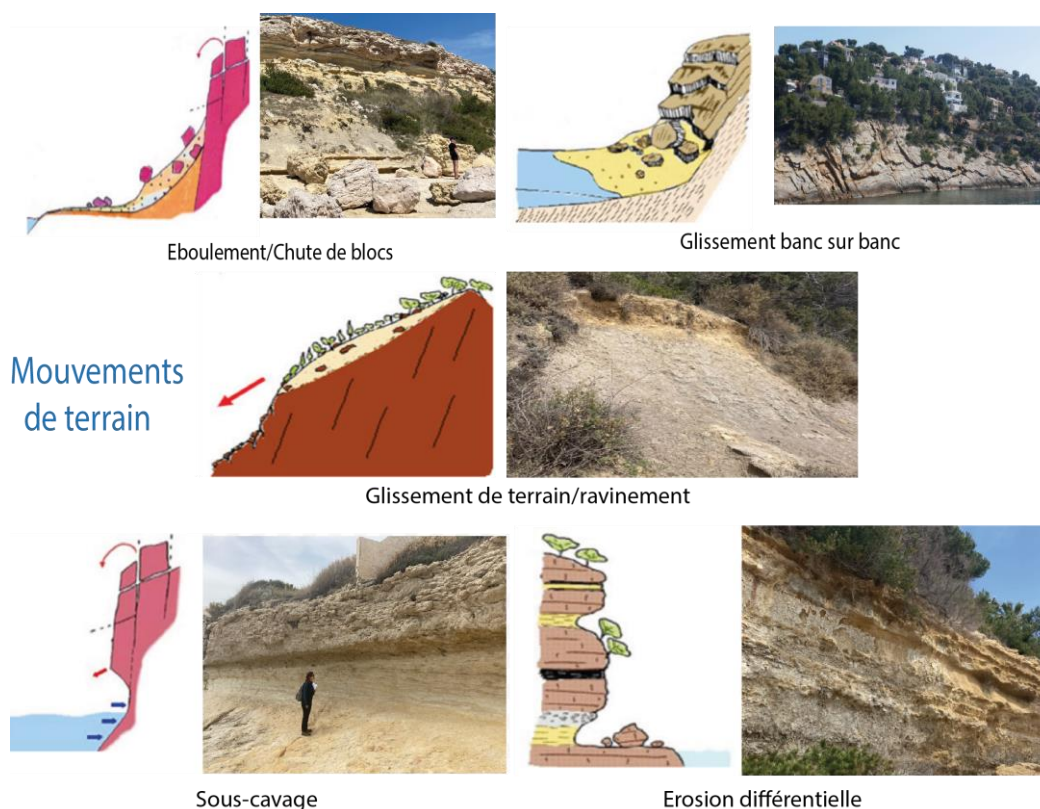 Eboulement/Chute de blocs
Glissement banc sur banc
Mouvements
de terrain
Glissement de terrain/ravinement
Sous-cavage
Erosion différentielle